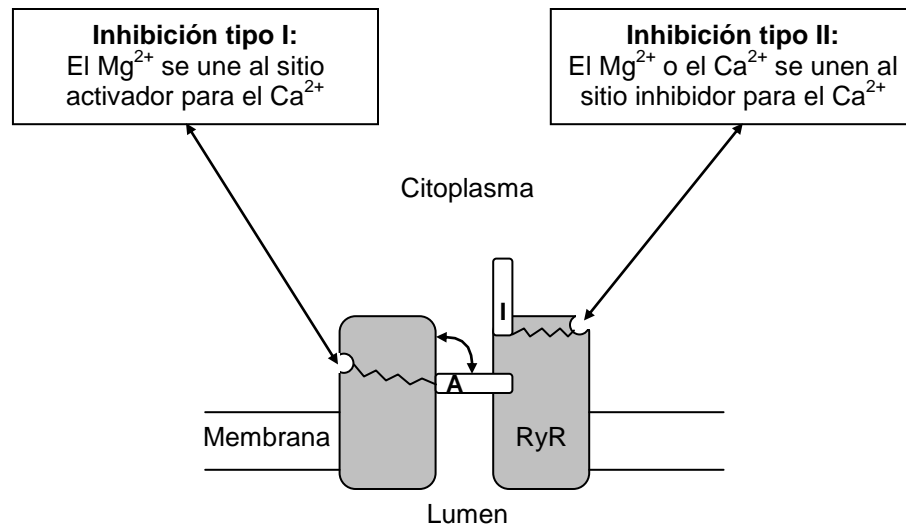 Inhibición tipo I:
El Mg²⁺ se une al sitio
activador para el Ca²⁺
Inhibición tipo II:
El Mg²⁺ o el Ca²⁺ se unen al
sitio inhibidor para el Ca²⁺
Citoplasma
I
A
Membrana
RyR
Lumen